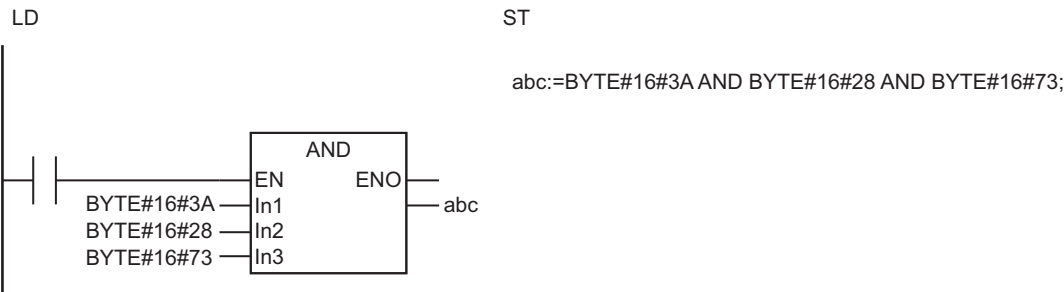 LD
ST
abc:=BYTE#16#3A AND BYTE#16#28 AND BYTE#16#73;
AND
EN ENO
BYTE#16#3A In1 abc
BYTE#16#28 In2
BYTE#16#73 In3